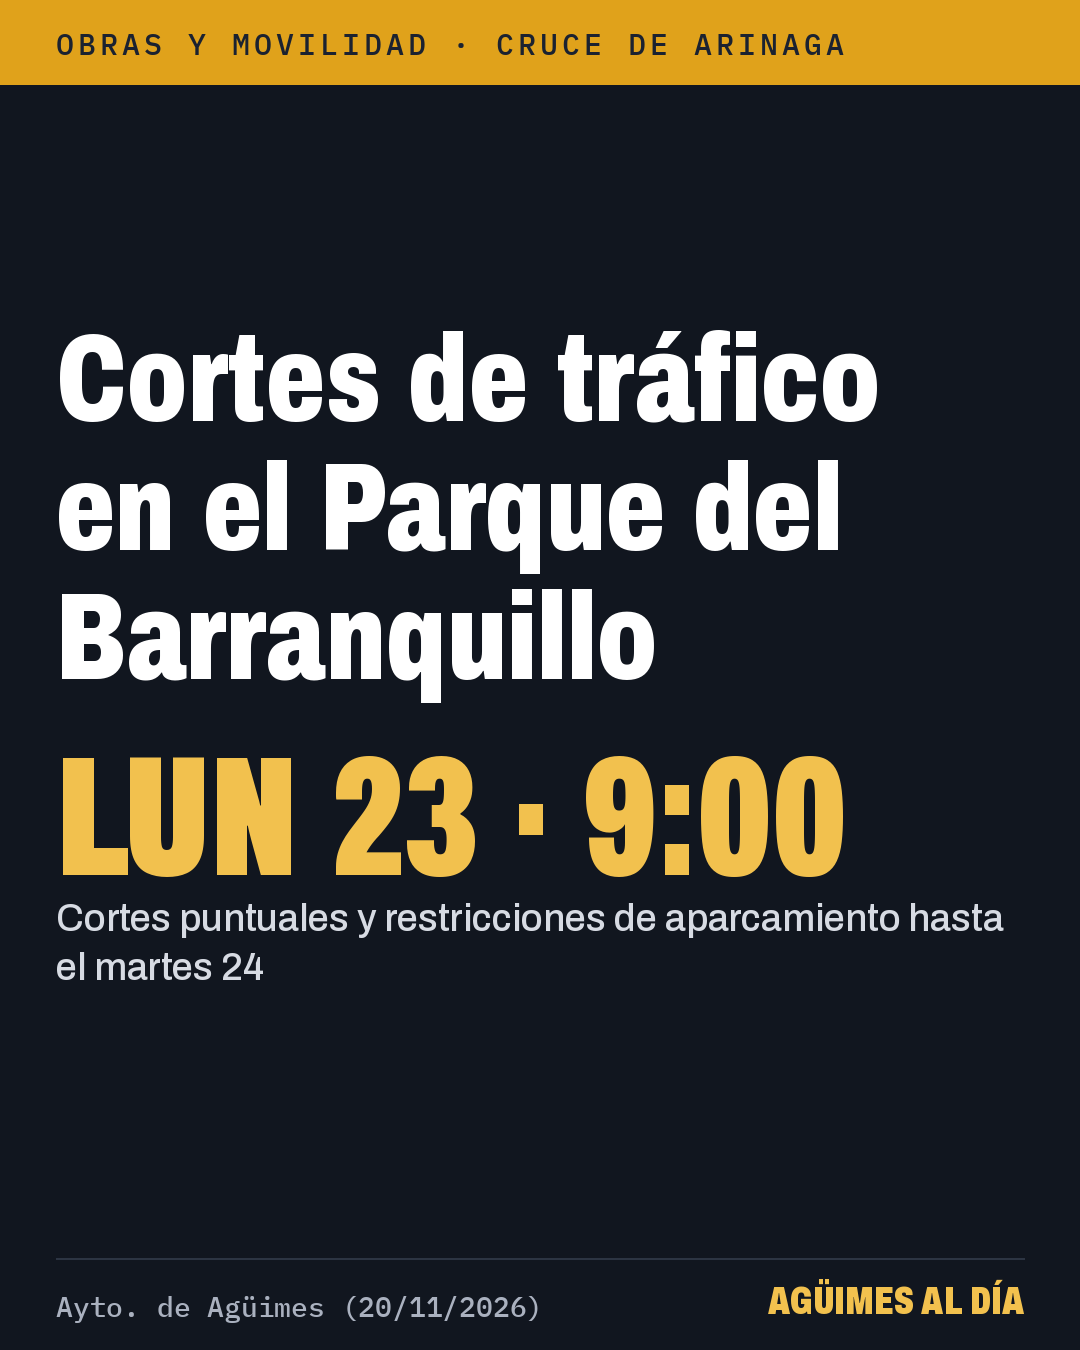 OBRAS Y MOVILIDAD · CRUCE DE ARINAGA
Cortes de tráfico
en el Parque del
Barranquillo
LUN 23 · 9:00
Cortes puntuales y restricciones de aparcamiento hasta
el martes 24
Ayto. de Agüimes (20/11/2026)
AGÜIMES AL DÍA